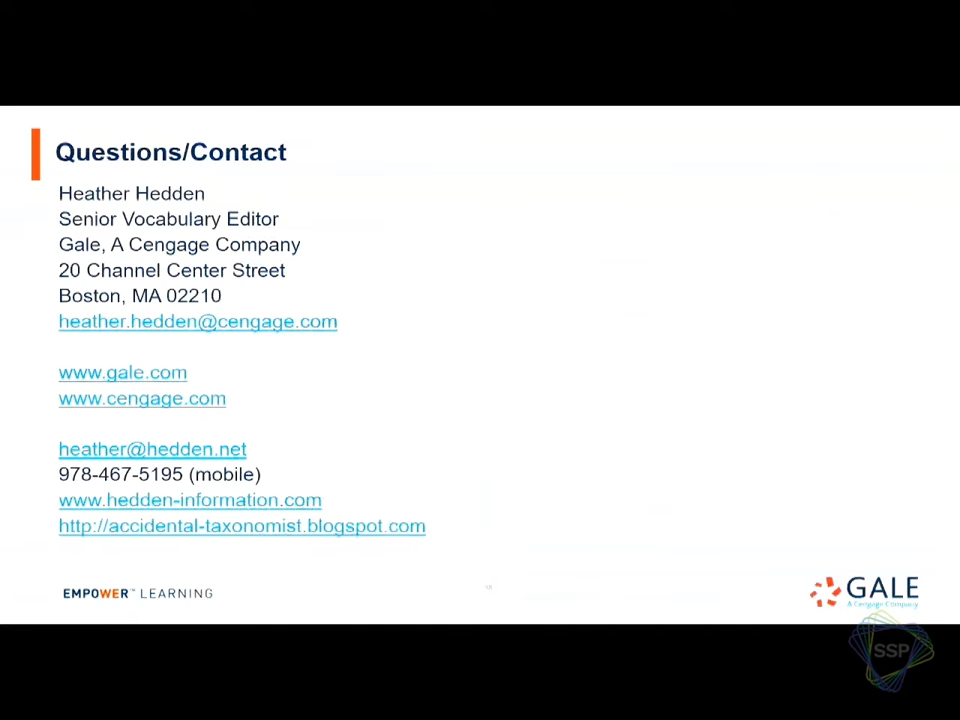 Questions/Contact
Heather Hedden
Senior Vocabulary Editor
Gale, A Cengage Company
20 Channel Center Street
Boston, MA 02210
heather.hedden@cengage.com
www.gale.com
www.cengage.com
heather@hedden.net
978-467-5195 (mobile)
www.hedden-information.com
http://accidental-taxonomist.blogspot.com
EMPOWER™ LEARNING
GALE
A Cengage Company
SSP